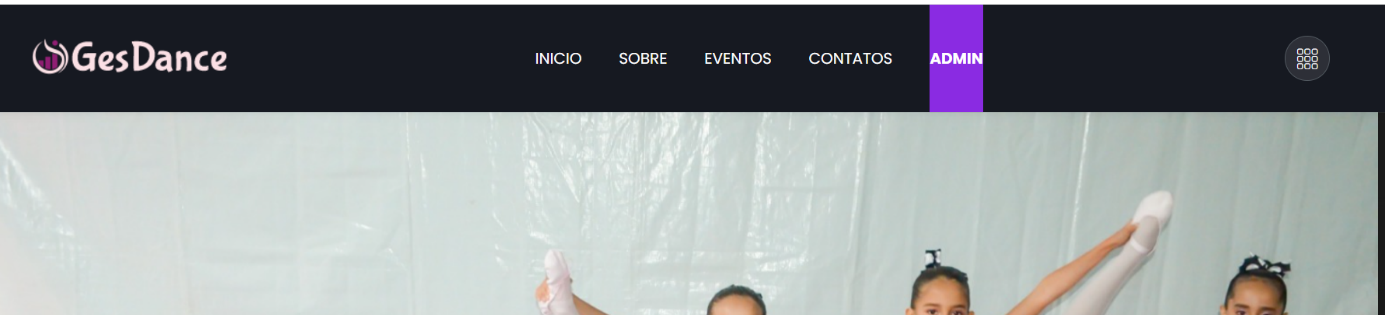 GesDance
INICIO SOBRE EVENTOS CONTATOS ADMIN